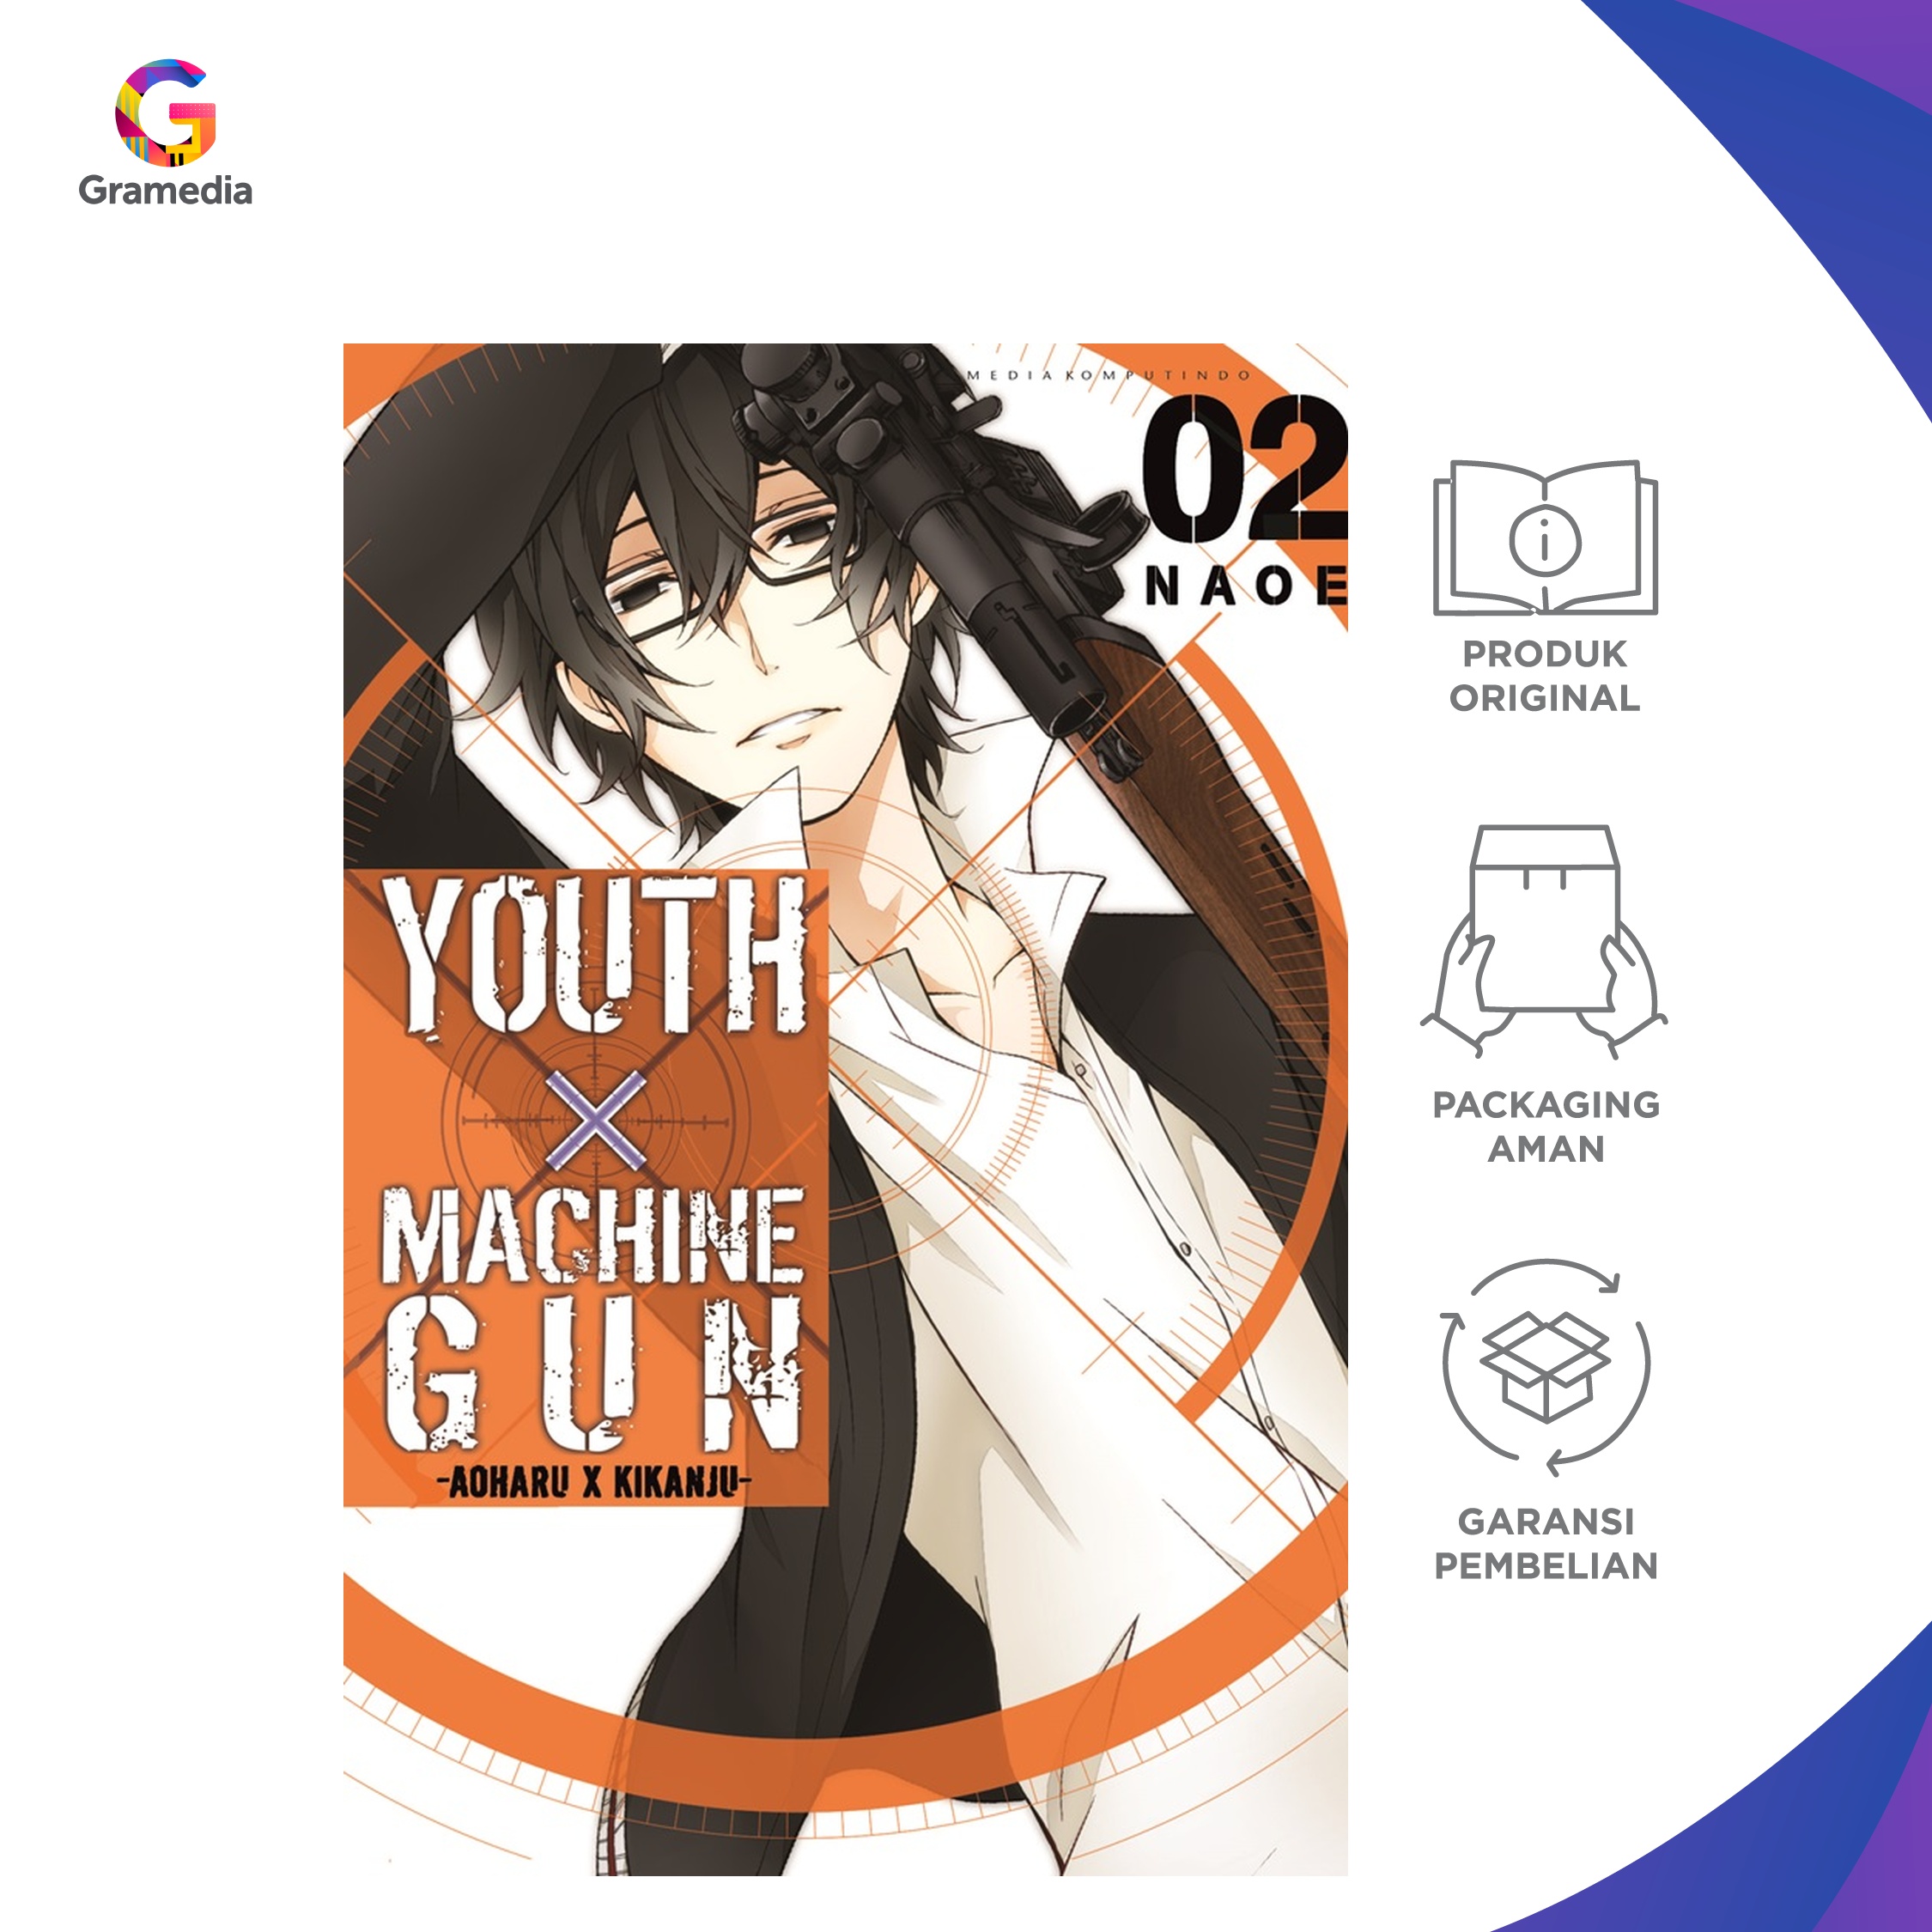 Gramedia
MEDIA KOMPUTINDO
02
NAOE
YOUTH
×
MACHINE
GUN
-AOHARU X KIKANJU-
PRODUK
ORIGINAL
PACKAGING
AMAN
GARANSI
PEMBELIAN